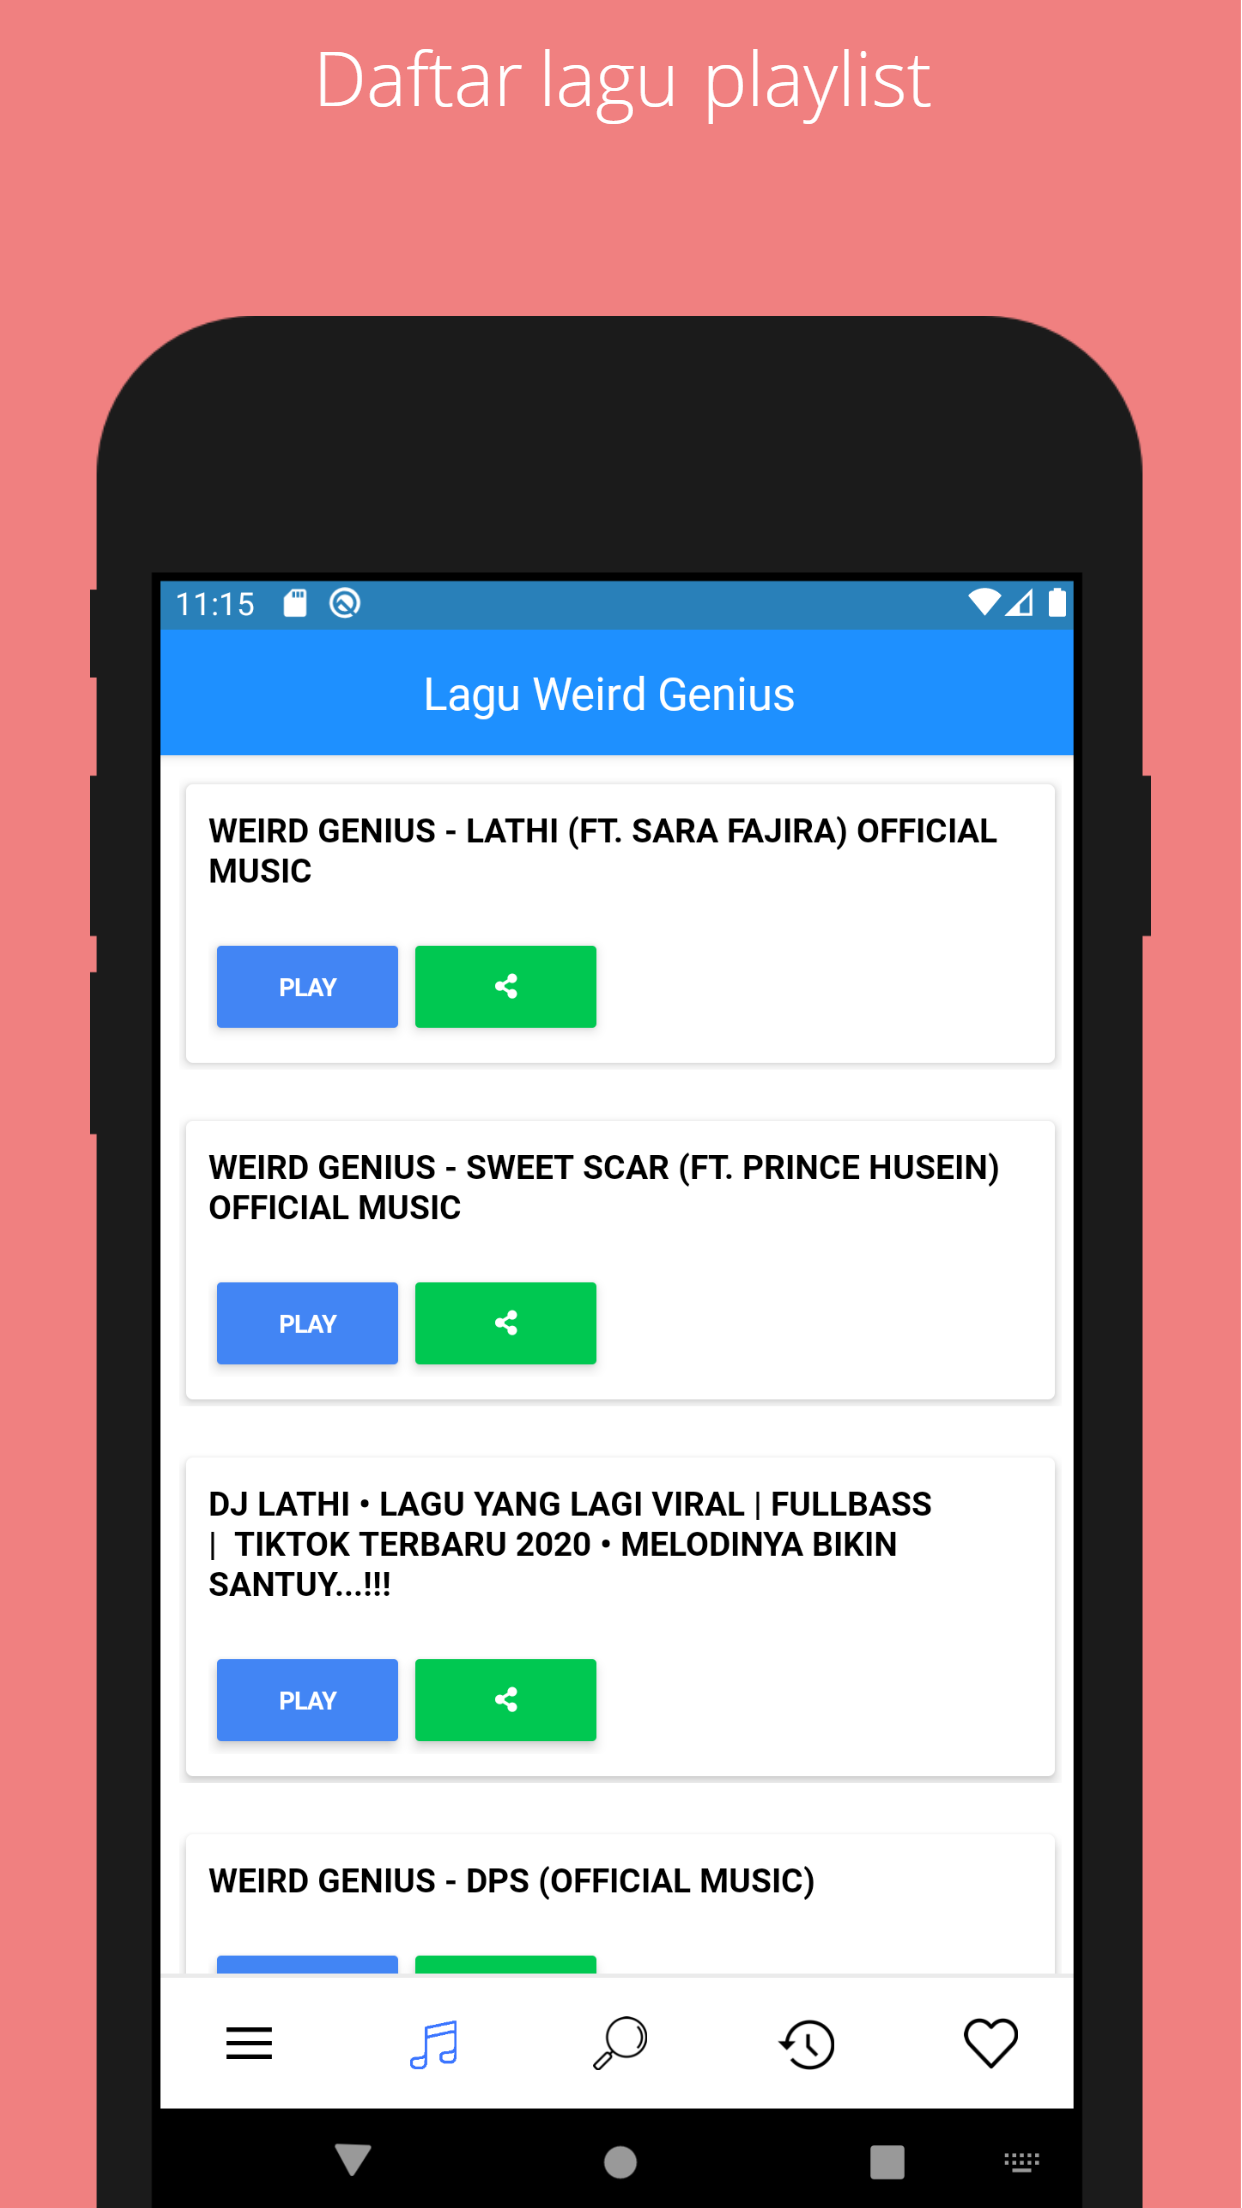 Daftar lagu playlist
11:15
Lagu Weird Genius
WEIRD GENIUS - LATHI (FT. SARA FAJIRA) OFFICIAL
MUSIC
PLAY
WEIRD GENIUS - SWEET SCAR (FT. PRINCE HUSEIN)
OFFICIAL MUSIC
PLAY
DJ LATHI • LAGU YANG LAGI VIRAL | FULLBASS
| TIKTOK TERBARU 2020 • MELODINYA BIKIN
SANTUY...!!!
PLAY
WEIRD GENIUS - DPS (OFFICIAL MUSIC)